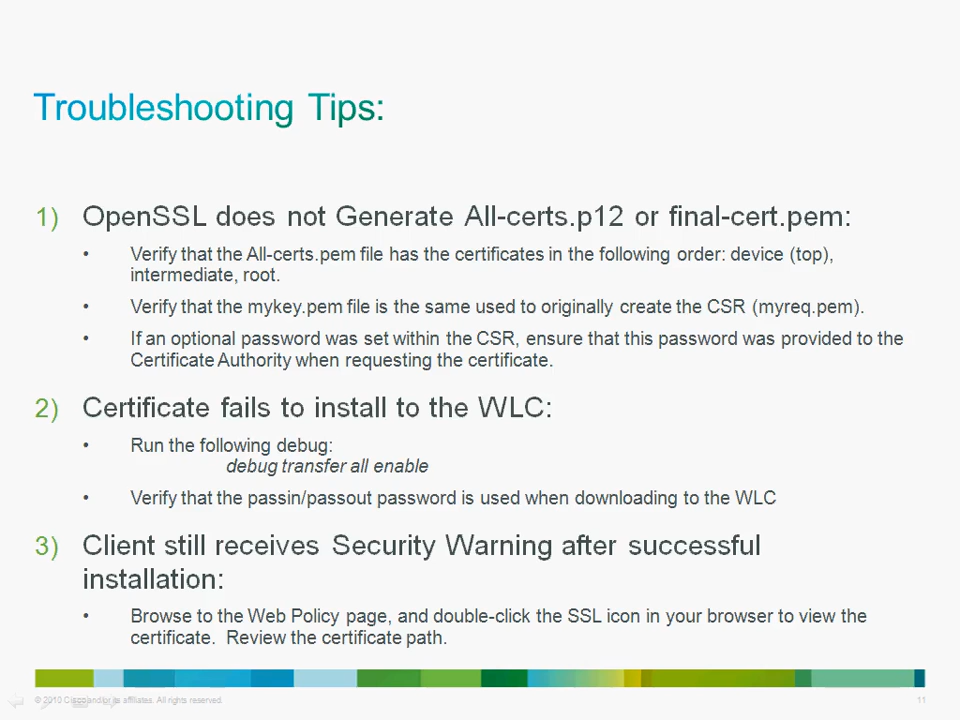 Troubleshooting Tips:
1) OpenSSL does not Generate All-certs.p12 or final-cert.pem:
• Verify that the All-certs.pem file has the certificates in the following order: device (top),
intermediate, root.
• Verify that the mykey.pem file is the same used to originally create the CSR (myreq.pem).
• If an optional password was set within the CSR, ensure that this password was provided to the
Certificate Authority when requesting the certificate.
2) Certificate fails to install to the WLC:
• Run the following debug:
debug transfer all enable
• Verify that the passin/passout password is used when downloading to the WLC
3) Client still receives Security Warning after successful
installation:
• Browse to the Web Policy page, and double-click the SSL icon in your browser to view the
certificate. Review the certificate path.
© 2010 Cisco and/or its affiliates. All rights reserved.
11